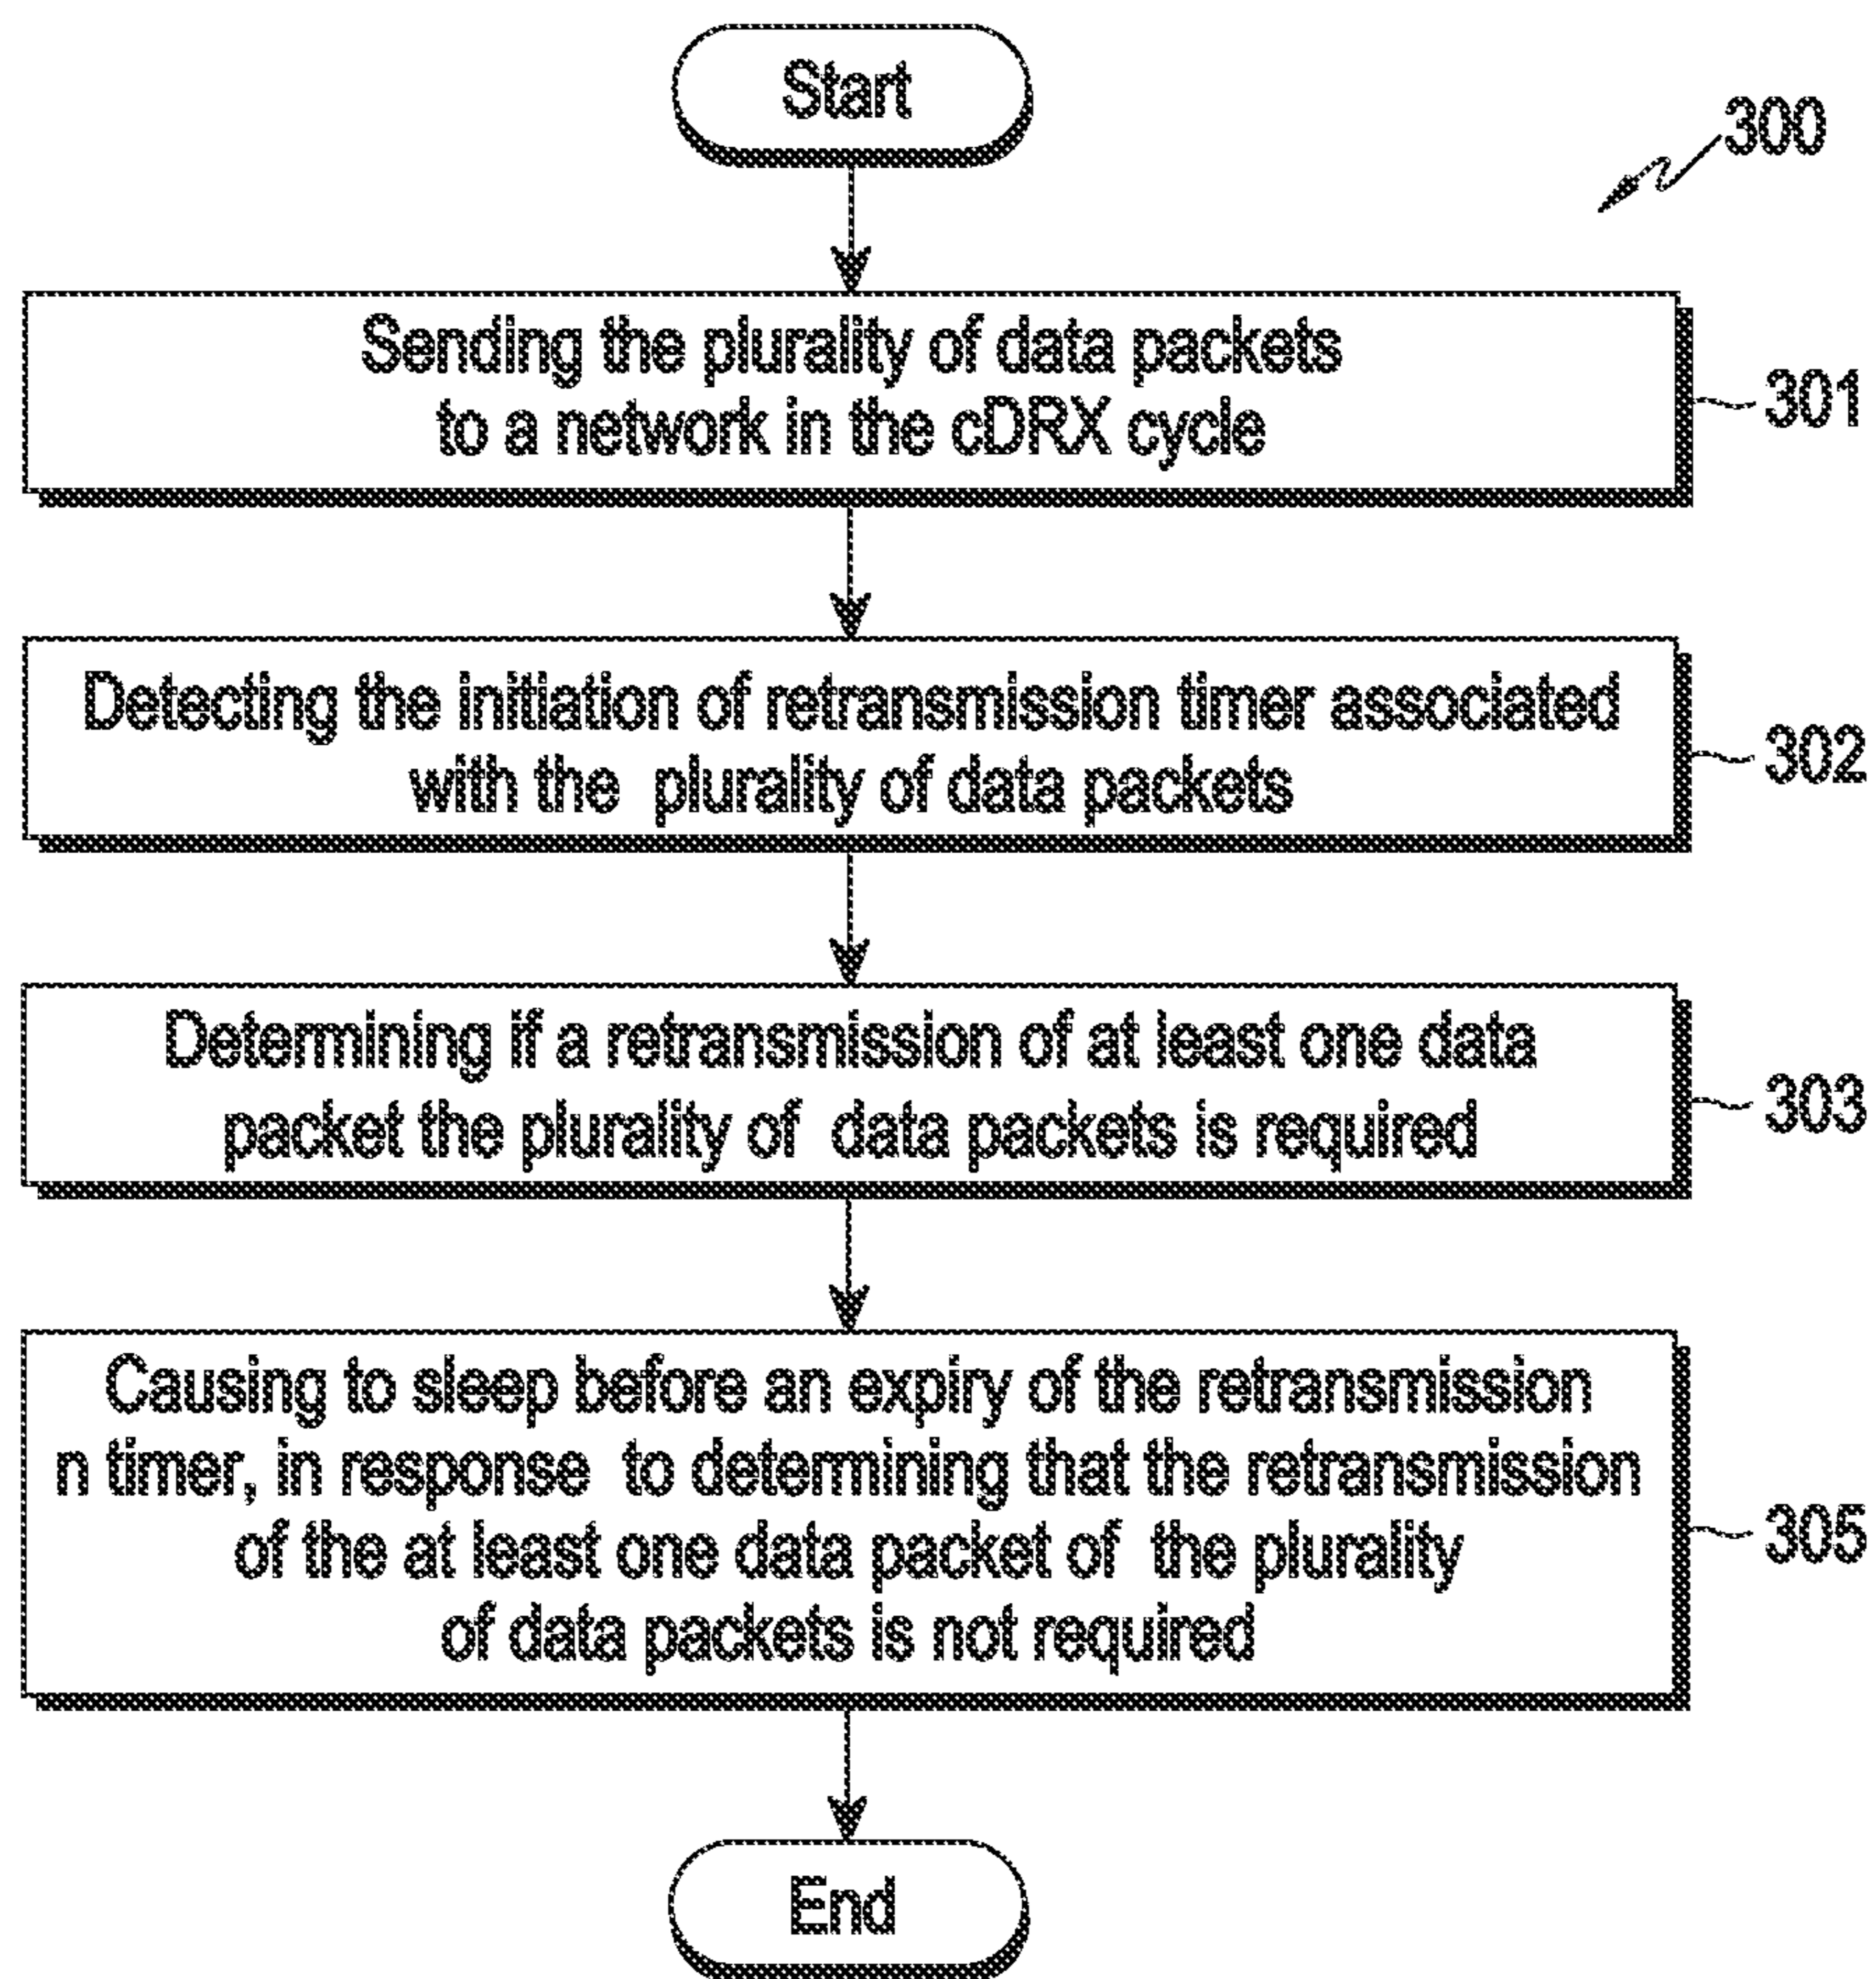 Start
300
Sending the plurality of data packets
to a network in the cDRX cycle
301
Detecting the initiation of retransmission timer associated
with the plurality of data packets
302
Determining if a retransmission of at least one data
packet the plurality of data packets is required
303
Causing to sleep before an expiry of the retransmission
n timer, in response to determining that the retransmission
of the at least one data packet of the plurality
of data packets is not required
305
End